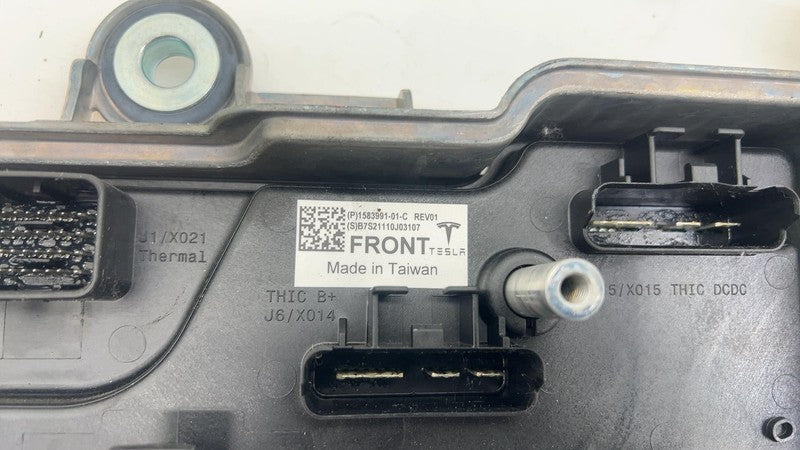 (P)1583991-01-C REV01
(S)B7S21110J03107
FRONT TESLA
Made in Taiwan
J1/X021
Thermal
THIC B+
J6/X014
5/X015 THIC DCDC